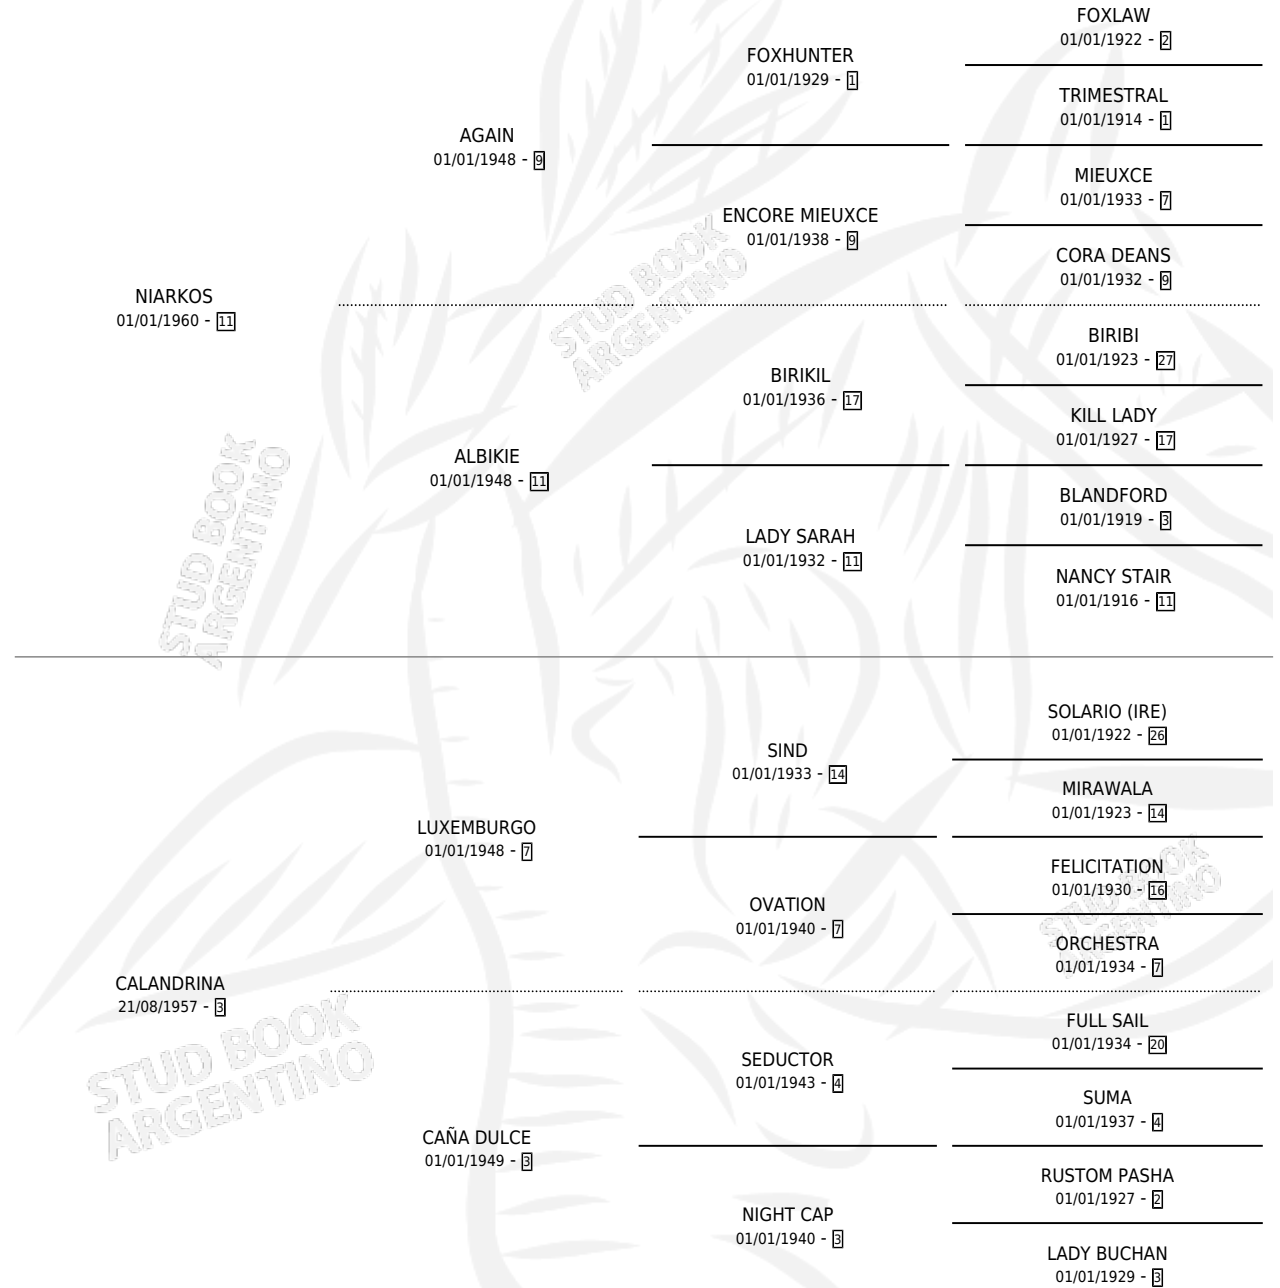 FOXLAW
01/01/1922 - 2
FOXHUNTER
01/01/1929 - 1
TRIMESTRAL
01/01/1914 - 1
AGAIN
01/01/1948 - 9
MIEUXCE
01/01/1933 - 7
ENCORE MIEUXCE
01/01/1938 - 9
CORA DEANS
01/01/1932 - 9
NIARKOS
01/01/1960 - 11
BIRIBI
01/01/1923 - 27
BIRIKIL
01/01/1936 - 17
KILL LADY
01/01/1927 - 17
ALBIKIE
01/01/1948 - 11
BLANDFORD
01/01/1919 - 3
LADY SARAH
01/01/1932 - 11
NANCY STAIR
01/01/1916 - 11
STUD BOOK
ARGENTINO
STUD BOOK
ARGENTINO
SOLARIO (IRE)
01/01/1922 - 26
SIND
01/01/1933 - 14
MIRAWALA
01/01/1923 - 14
LUXEMBURGO
01/01/1948 - 7
FELICITATION
01/01/1930 - 16
OVATION
01/01/1940 - 7
ORCHESTRA
01/01/1934 - 7
STUD BOOK
ARGENTINO
CALANDRINA
21/08/1957 - 3
FULL SAIL
01/01/1934 - 20
SEDUCTOR
01/01/1943 - 4
SUMA
01/01/1937 - 4
CAÑA DULCE
01/01/1949 - 3
RUSTOM PASHA
01/01/1927 - 2
NIGHT CAP
01/01/1940 - 3
LADY BUCHAN
01/01/1929 - 3
STUD BOOK
ARGENTINO